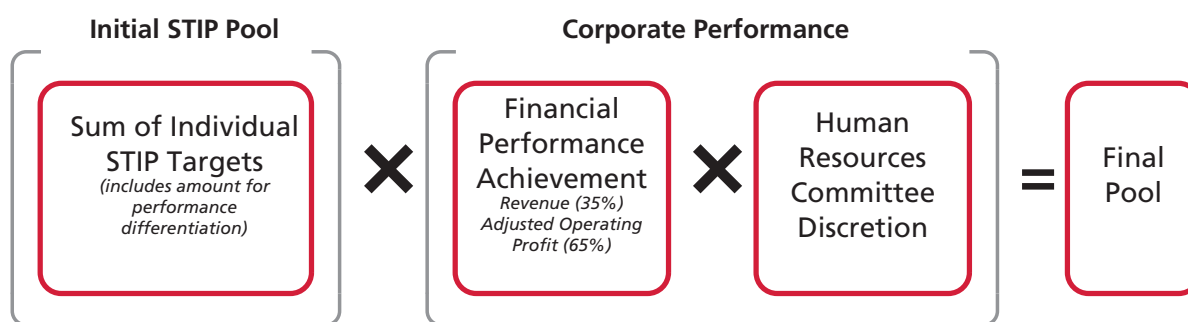 Initial STIP Pool
Corporate Performance
Sum of Individual
STIP Targets
(includes amount for
performance
differentiation)
×
Financial
Performance
Achievement
Revenue (35%)
Adjusted Operating
Profit (65%)
×
Human
Resources
Committee
Discretion
=
Final
Pool